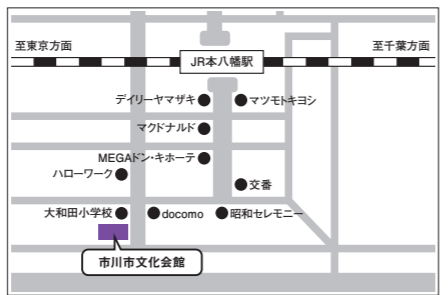 至東京方面
至千葉方面
JR本八幡駅
デイリーヤマザキ
マツモトキヨシ
マクドナルド
MEGAドン・キホーテ
ハローワーク
交番
大和田小学校
docomo
昭和セレモニー
市川市文化会館